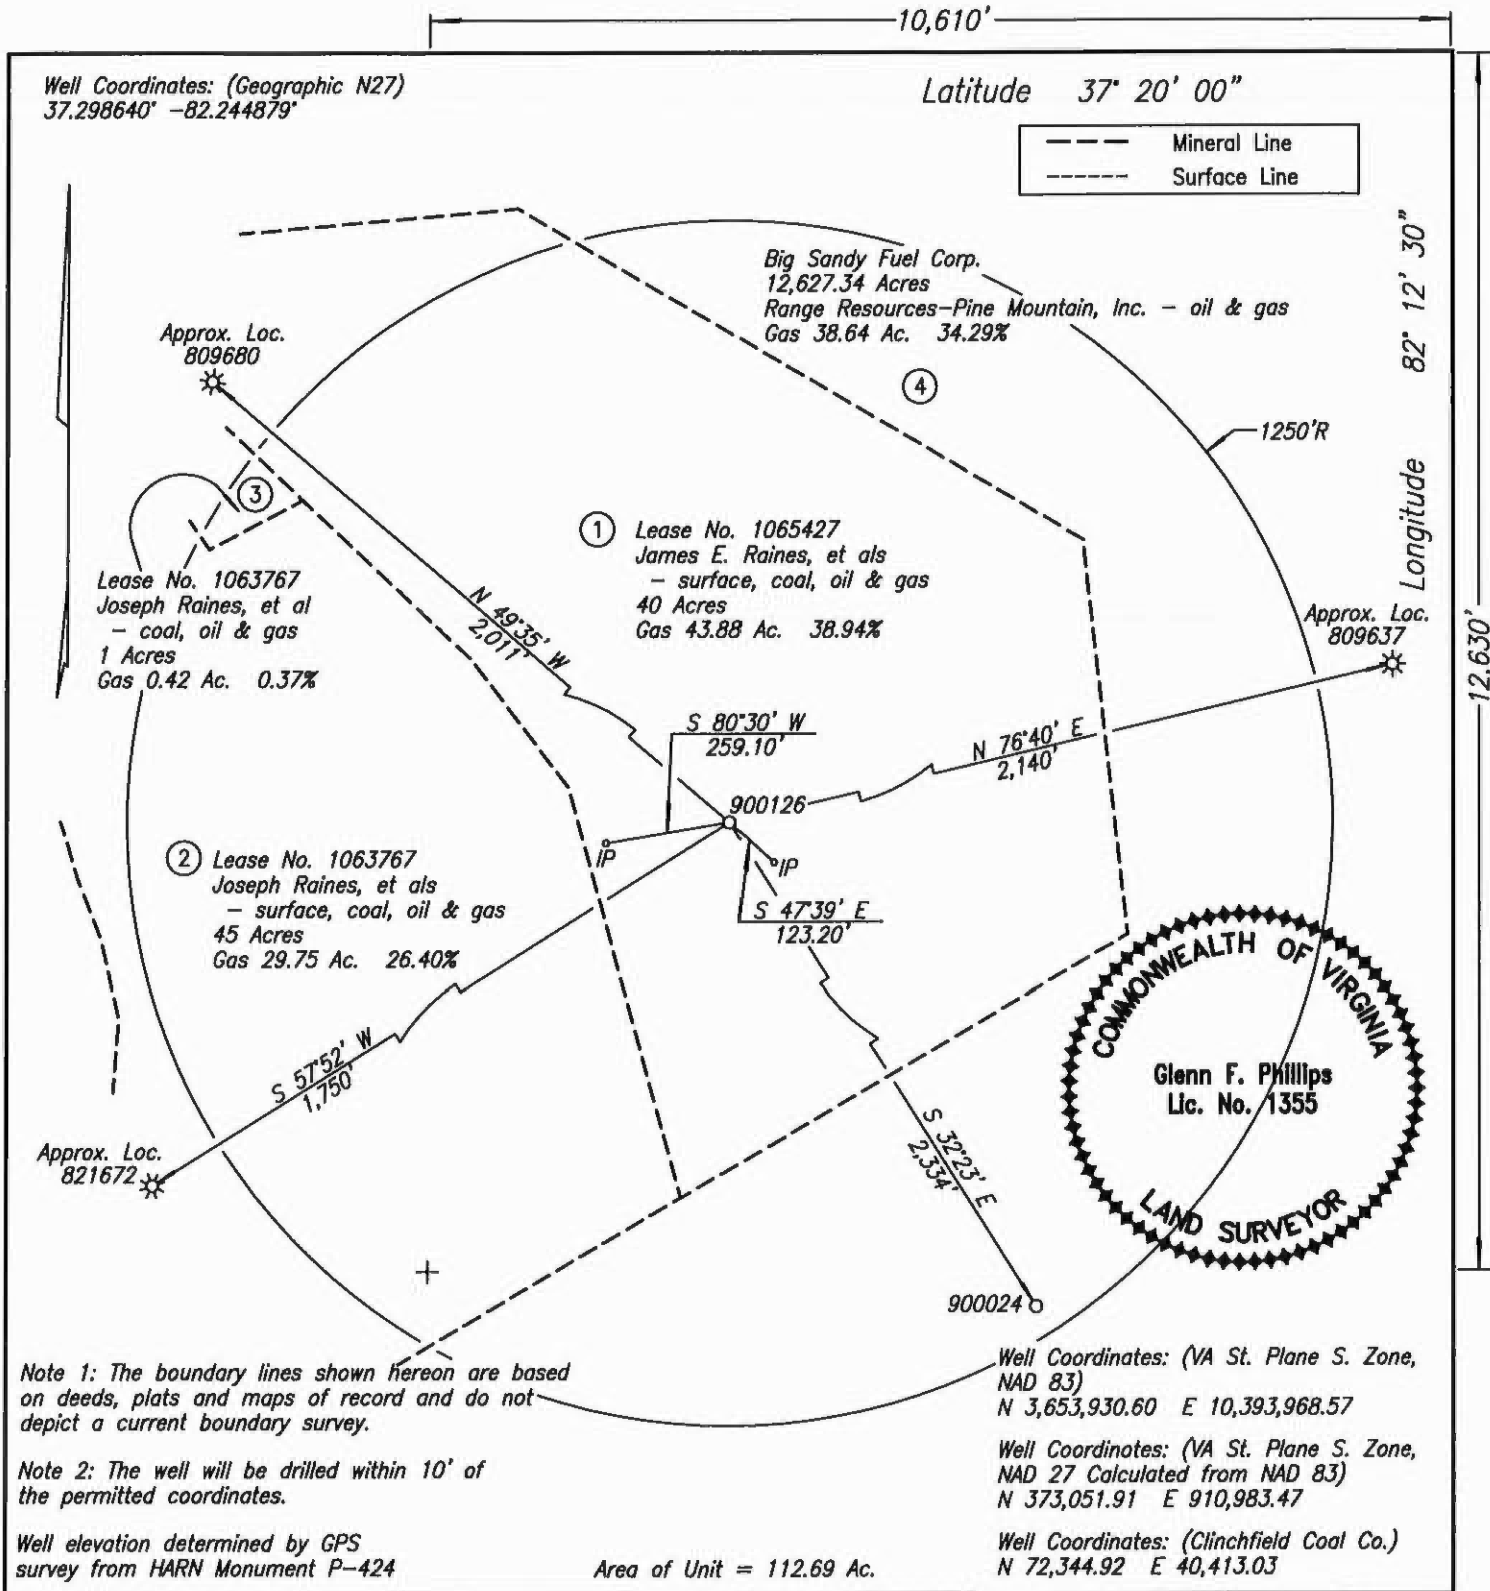 10,610'
Well Coordinates: (Geographic N27)
37.298640° -82.244879°
Latitude 37° 20' 00"
Mineral Line
Surface Line
Big Sandy Fuel Corp.
12,627.34 Acres
Range Resources-Pine Mountain, Inc. - oil & gas
Gas 38.64 Ac. 34.29%
4
Longitude 82° 12' 30"
12,630'
1250'R
Approx. Loc.
809680
3
1
Lease No. 1065427
James E. Raines, et als
- surface, coal, oil & gas
40 Acres
Gas 43.88 Ac. 38.94%
Lease No. 1063767
Joseph Raines, et al
- coal, oil & gas
1 Acres
Gas 0.42 Ac. 0.37%
N 49°35' W
2,011'
Approx. Loc.
809637
S 80°30' W
259.10'
N 76°40' E
2,140'
900126
IP
IP
2
Lease No. 1063767
Joseph Raines, et als
- surface, coal, oil & gas
45 Acres
Gas 29.75 Ac. 26.40%
S 47°39' E
123.20'
COMMONWEALTH OF VIRGINIA
Glenn F. Phillips
Lic. No. 1355
LAND SURVEYOR
S 57°52' W
1,750'
Approx. Loc.
821672
S 32°23' E
2,334'
900024
Note 1: The boundary lines shown hereon are based
on deeds, plats and maps of record and do not
depict a current boundary survey.
Note 2: The well will be drilled within 10' of
the permitted coordinates.
Well elevation determined by GPS
survey from HARN Monument P-424
Area of Unit = 112.69 Ac.
Well Coordinates: (VA St. Plane S. Zone,
NAD 83)
N 3,653,930.60 E 10,393,968.57
Well Coordinates: (VA St. Plane S. Zone,
NAD 27 Calculated from NAD 83)
N 373,051.91 E 910,983.47
Well Coordinates: (Clinchfield Coal Co.)
N 72,344.92 E 40,413.03